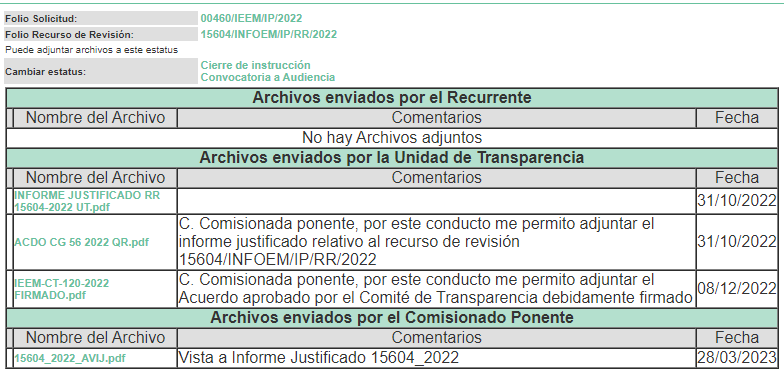 Folio Solicitud: 00460/IEEM/IP/2022
Folio Recurso de Revisión: 15604/INFOEM/IP/RR/2022
Puede adjuntar archivos a este estatus
Cambiar estatus: Cierre de instrucción
Convocatoria a Audiencia
Archivos enviados por el Recurrente
Nombre del Archivo Comentarios Fecha
No hay Archivos adjuntos
Archivos enviados por la Unidad de Transparencia
Nombre del Archivo Comentarios Fecha
INFORME JUSTIFICADO RR
15604-2022 UT.pdf 31/10/2022
ACDO CG 56 2022 QR.pdf C. Comisionada ponente, por este conducto me permito adjuntar el
informe justificado relativo al recurso de revisión
15604/INFOEM/IP/RR/2022 31/10/2022
IEEM-CT-120-2022
FIRMADO.pdf C. Comisionada ponente, por este conducto me permito adjuntar el
Acuerdo aprobado por el Comité de Transparencia debidamente firmado 08/12/2022
Archivos enviados por el Comisionado Ponente
Nombre del Archivo Comentarios Fecha
15604_2022_AVIJ.pdf Vista a Informe Justificado 15604_2022 28/03/2023